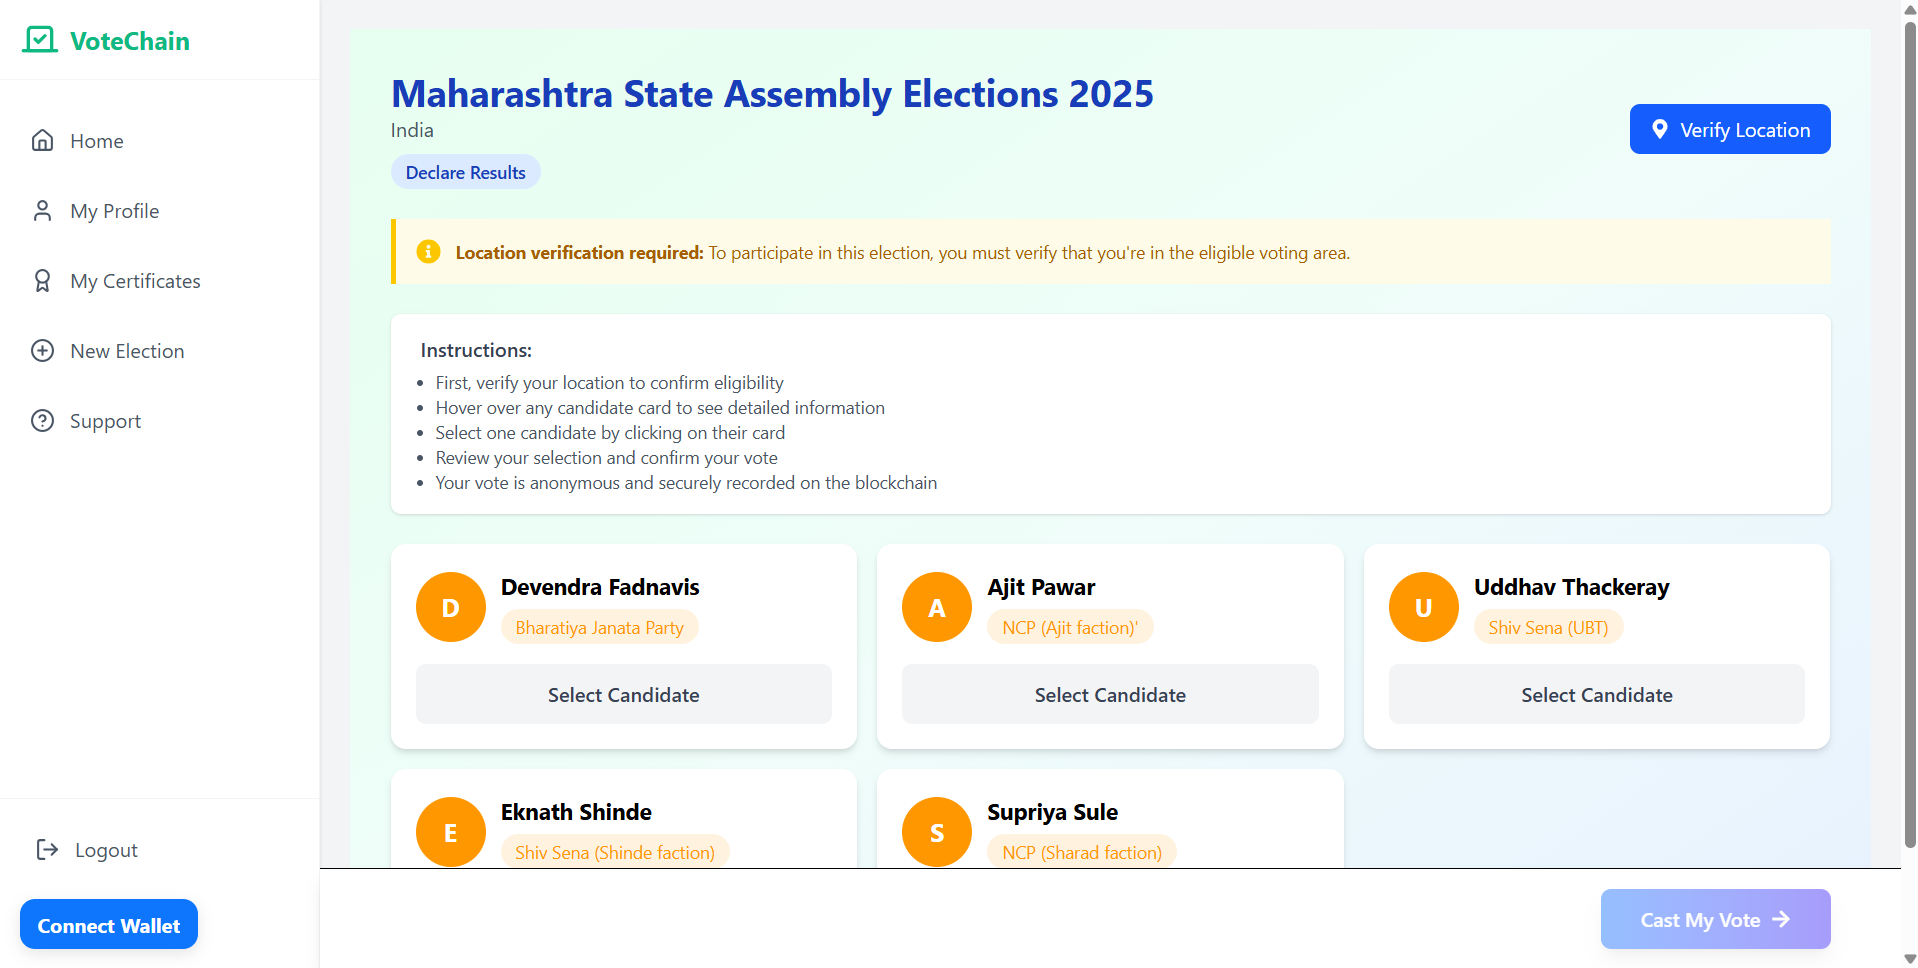 VoteChain
Home
My Profile
My Certificates
New Election
Support
Logout
Connect Wallet
Maharashtra State Assembly Elections 2025
India
Declare Results
Verify Location
Location verification required: To participate in this election, you must verify that you're in the eligible voting area.
Instructions:
First, verify your location to confirm eligibility
Hover over any candidate card to see detailed information
Select one candidate by clicking on their card
Review your selection and confirm your vote
Your vote is anonymous and securely recorded on the blockchain
D
Devendra Fadnavis
Bharatiya Janata Party
Select Candidate
A
Ajit Pawar
NCP (Ajit faction)'
Select Candidate
U
Uddhav Thackeray
Shiv Sena (UBT)
Select Candidate
E
Eknath Shinde
Shiv Sena (Shinde faction)
S
Supriya Sule
NCP (Sharad faction)
Cast My Vote →